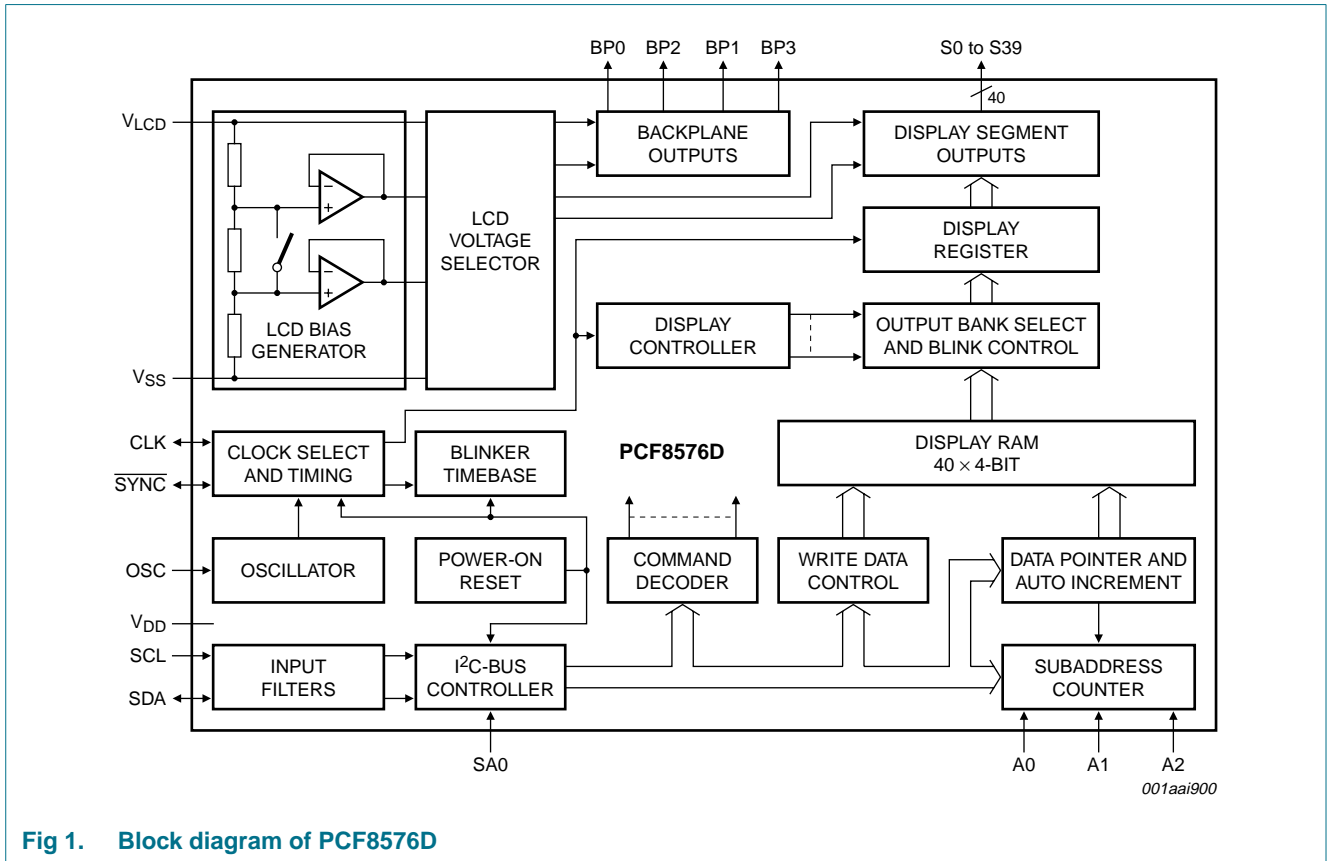 BP0 BP2 BP1 BP3 S0 to S39
40
VLCD
BACKPLANE
OUTPUTS
DISPLAY SEGMENT
OUTPUTS
LCD
VOLTAGE
SELECTOR
DISPLAY
REGISTER
LCD BIAS
GENERATOR
DISPLAY
CONTROLLER
OUTPUT BANK SELECT
AND BLINK CONTROL
VSS
CLK
SYNC
CLOCK SELECT
AND TIMING
BLINKER
TIMEBASE
PCF8576D
DISPLAY RAM
40 × 4-BIT
OSC
OSCILLATOR
POWER-ON
RESET
COMMAND
DECODER
WRITE DATA
CONTROL
DATA POINTER AND
AUTO INCREMENT
VDD
SCL
SDA
INPUT
FILTERS
I2C-BUS
CONTROLLER
SUBADDRESS
COUNTER
SA0 A0 A1 A2
001aai900
Fig 1. Block diagram of PCF8576D